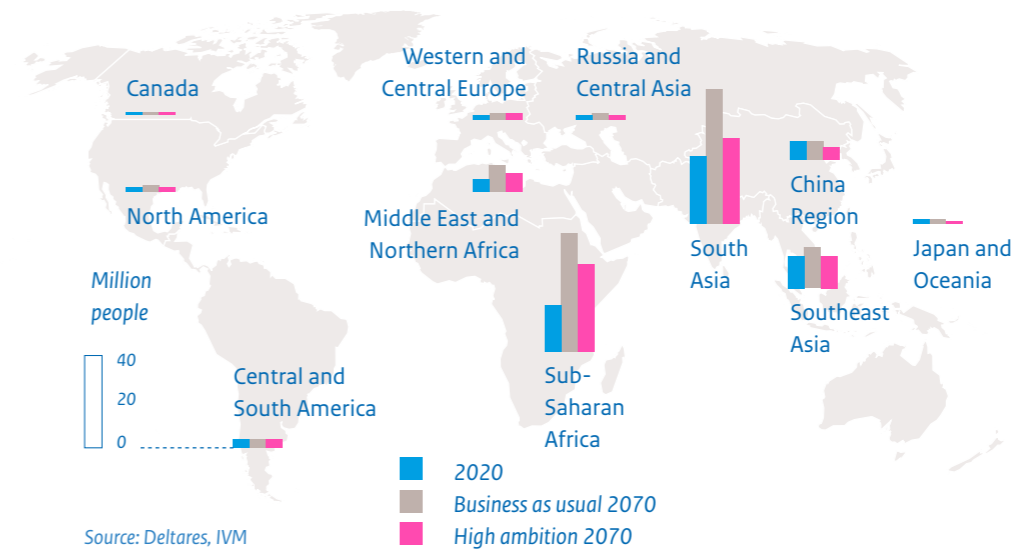 Western and
Central Europe
Russia and
Central Asia
Canada
China
Region
North America
Middle East and
Northern Africa
South
Asia
Japan and
Oceania
Million
people
40
20
0
Southeast
Asia
Central and
South America
Sub-
Saharan
Africa
2020
Business as usual 2070
High ambition 2070
Source: Deltares, IVM